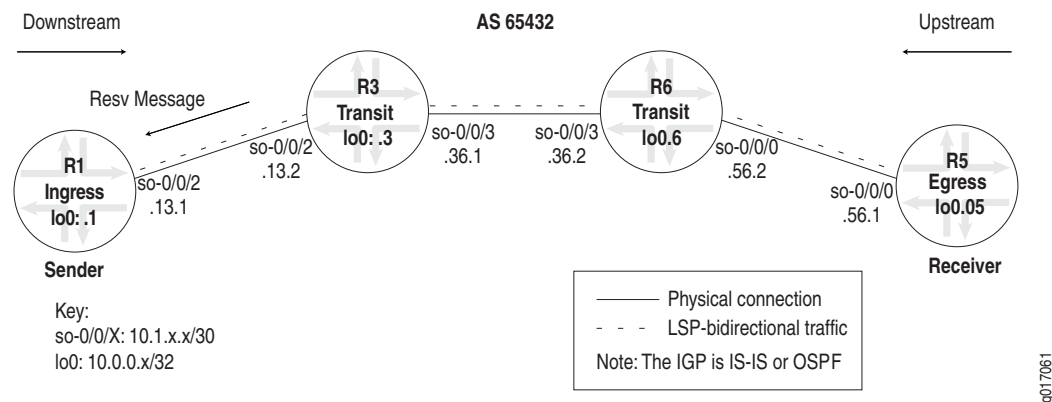 Downstream
AS 65432
Upstream
Resv Message
R1
Ingress
lo0: .1
Sender
so-0/0/2
.13.1
so-0/0/2
.13.2
R3
Transit
lo0: .3
so-0/0/3
.36.1
so-0/0/3
.36.2
R6
Transit
lo0.6
so-0/0/0
.56.2
so-0/0/0
.56.1
R5
Egress
lo0.05
Receiver
Key:
so-0/0/X: 10.1.x.x/30
lo0: 10.0.0.x/32
Physical connection
LSP-bidirectional traffic
Note: The IGP is IS-IS or OSPF
g017061